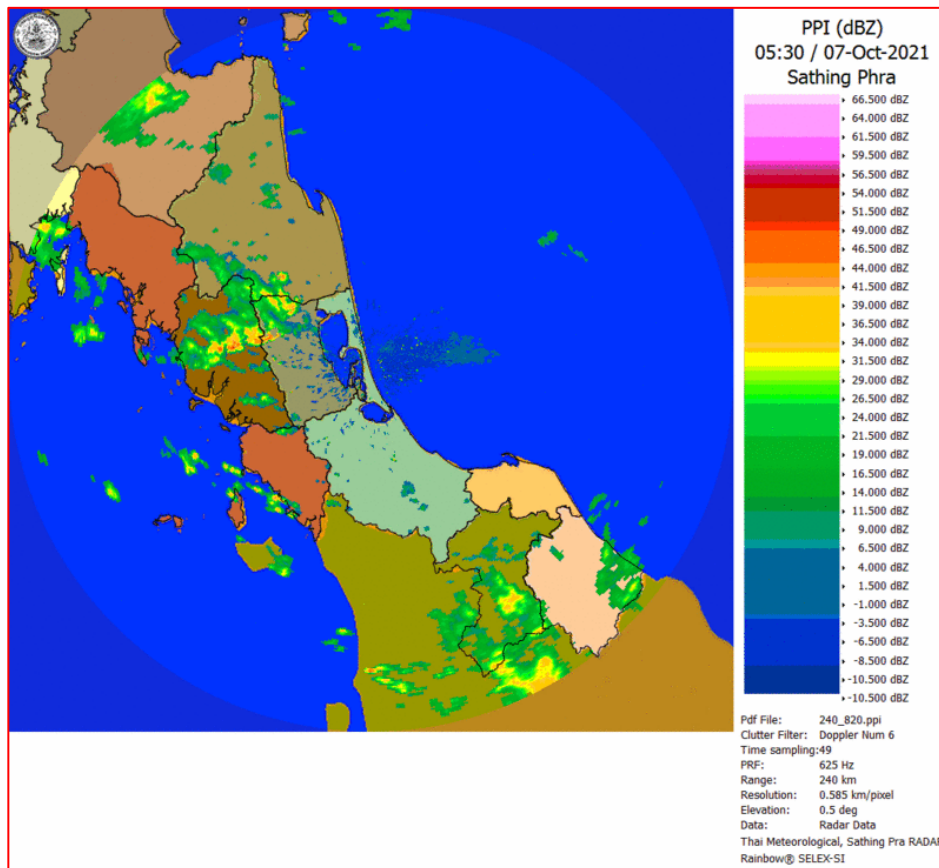 PPI (dBZ)
05:30 / 07-Oct-2021
Sathing Phra
66.500 dBZ
64.000 dBZ
61.500 dBZ
59.500 dBZ
56.500 dBZ
54.000 dBZ
51.500 dBZ
49.000 dBZ
46.500 dBZ
44.000 dBZ
41.500 dBZ
39.000 dBZ
36.500 dBZ
34.000 dBZ
31.500 dBZ
29.000 dBZ
26.500 dBZ
24.000 dBZ
21.500 dBZ
19.000 dBZ
16.500 dBZ
14.000 dBZ
11.500 dBZ
9.000 dBZ
6.500 dBZ
4.000 dBZ
1.500 dBZ
-1.000 dBZ
-3.500 dBZ
-6.500 dBZ
-8.500 dBZ
-10.500 dBZ
-10.500 dBZ
Pdf File: 240_820.ppi
Clutter Filter: Doppler Num 6
Time sampling:49
PRF: 625 Hz
Range: 240 km
Resolution: 0.585 km/pixel
Elevation: 0.5 deg
Data: Radar Data
Thai Meteorological, Sathing Pra RADAR
Rainbow® SELEX-SI